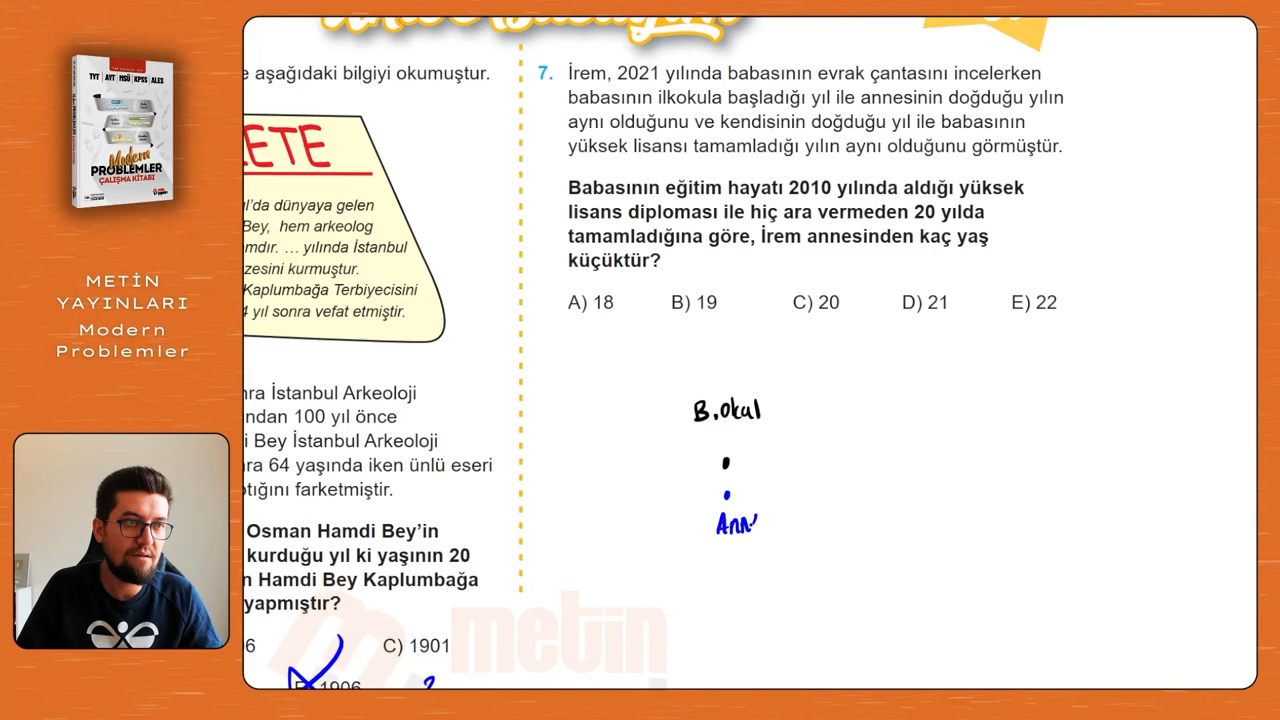 TYT AYT MSÜ KPSS ALES
Modern
PROBLEMLER
ÇALIŞMA KİTABI
METİN
YAYINLARI
Modern
Problemler
e aşağıdaki bilgiyi okumuştur.
ETE
ul’da dünyaya gelen
Bey, hem arkeolog
mdır. … yılında İstanbul
zesini kurmuştur.
Kaplumbağa Terbiyecisini
4 yıl sonra vefat etmiştir.
nra İstanbul Arkeoloji
ından 100 yıl önce
i Bey İstanbul Arkeoloji
ra 64 yaşında iken ünlü eseri
ptığını farketmiştir.
Osman Hamdi Bey’in
kurduğu yıl ki yaşının 20
n Hamdi Bey Kaplumbağa
yapmıştır?
06 C) 1901
E) 1906
7. İrem, 2021 yılında babasının evrak çantasını incelerken
babasının ilkokula başladığı yıl ile annesinin doğduğu yılın
aynı olduğunu ve kendisinin doğduğu yıl ile babasının
yüksek lisansı tamamladığı yılın aynı olduğunu görmüştür.
Babasının eğitim hayatı 2010 yılında aldığı yüksek
lisans diploması ile hiç ara vermeden 20 yılda
tamamladığına göre, İrem annesinden kaç yaş
küçüktür?
A) 18 B) 19 C) 20 D) 21 E) 22
B.Okul
Ann
metin